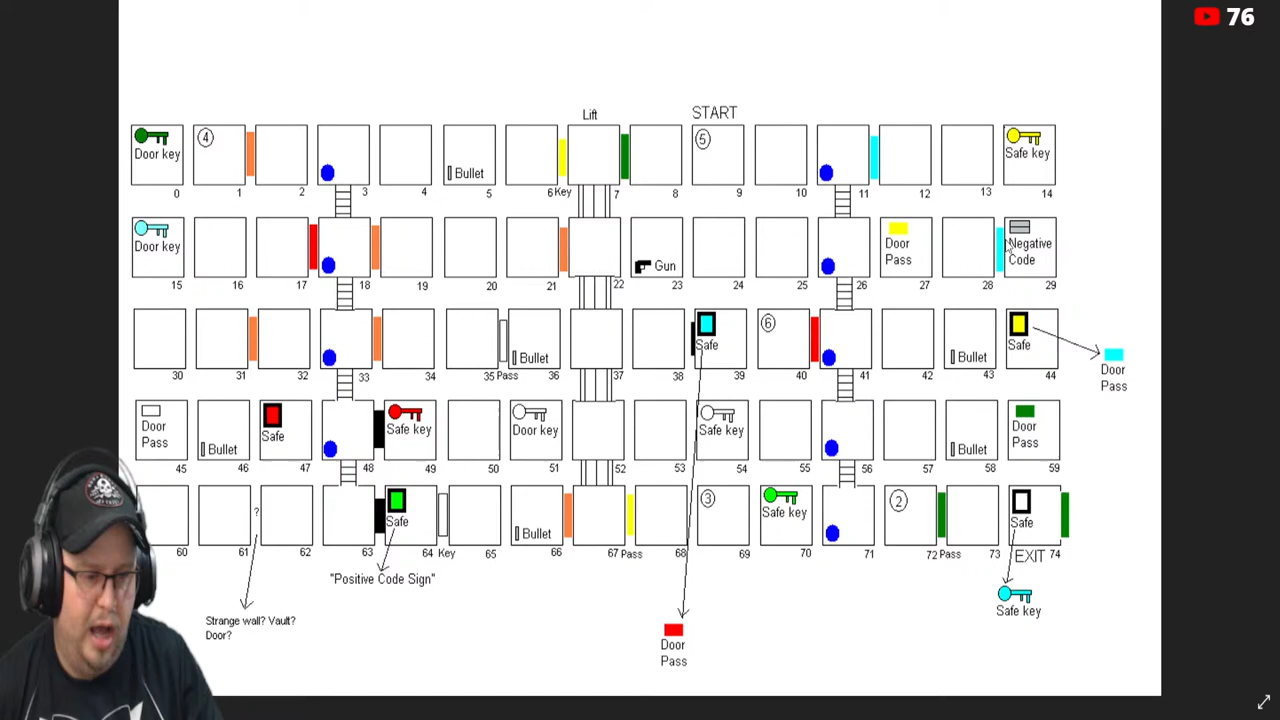 76
Lift
START
Door key
4
Bullet
5
Safe key
0
1
2
3
4
5
6 Key
7
8
9
10
11
12
13
14
Door key
Gun
Door Pass
Negative Code
15
16
17
18
19
20
21
22
23
24
25
26
27
28
29
Bullet
Safe
6
Bullet
Safe
30
31
32
33
34
35 Pass
36
37
38
39
40
41
42
43
44
Door Pass
Door Pass
Bullet
Safe
Safe key
Door key
Safe key
Bullet
Door Pass
45
46
47
48
49
50
51
52
53
54
55
56
57
58
59
?
Safe
Bullet
3
Safe key
2
Safe
60
61
62
63
64 Key
65
66
67 Pass
68
69
70
71
72 Pass
73
EXIT 74
"Positive Code Sign"
Safe key
Strange wall? Vault?
Door?
Door
Pass